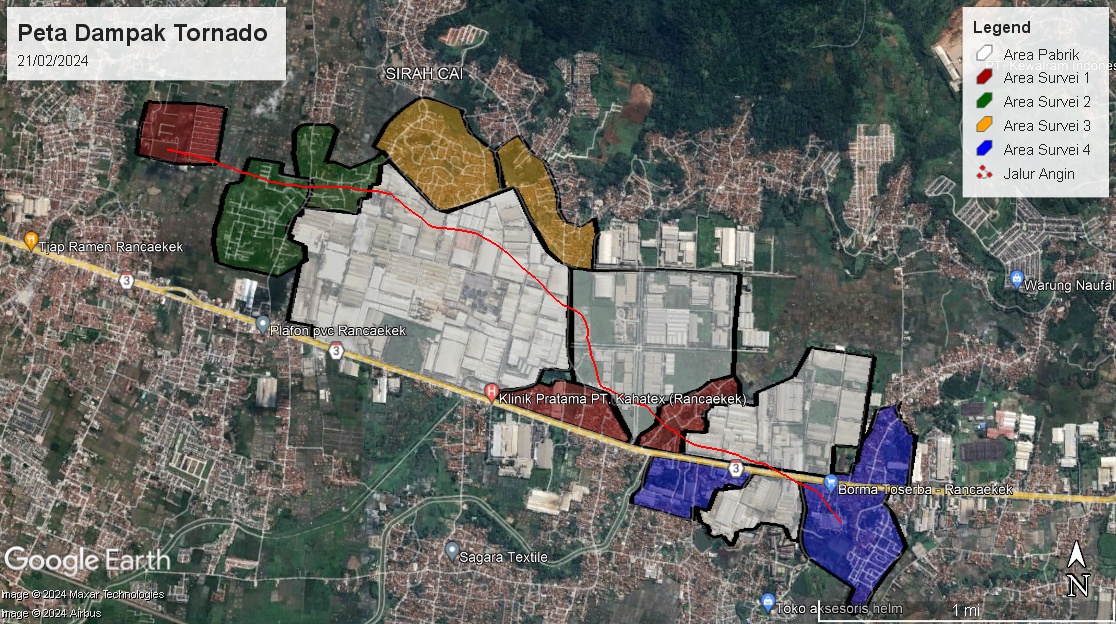 Peta Dampak Tornado
21/02/2024
SIRAH CAI
Legend
Area Pabrik
PT. Kewalram Indones
Area Survei 1
Area Survei 2
Area Survei 3
Area Survei 4
Jalur Angin
Tjap Ramen Rancaekek
3
Warung Naufal
Plafon pvc Rancaekek
3
Klinik Pratama PT. Kahatex (Rancaekek)
3
Borma Toserba - Rancaekek
Sagara Textile
Google Earth
Image © 2024 Maxar Technologies
Image © 2024 Airbus
Toko aksesoris helm
1 mi
N